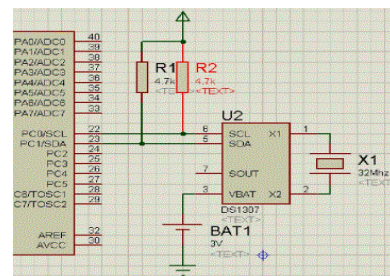 PA0/ADC0 40
PA1/ADC1 39
PA2/ADC2 38
PA3/ADC3 37
PA4/ADC4 36
PA5/ADC5 35
PA6/ADC6 34
PA7/ADC7 33
PC0/SCL 22
PC1/SDA 23
PC2 24
PC3 25
PC4 26
PC5 27
C6/TOSC1 28
C7/TOSC2 29
AREF 32
AVCC 30
R1
4.7k
<TEXT>
R2
4.7k
<TEXT>
U2
6 SCL X1 1
5 SDA
7 SOUT
3 VBAT X2 2
DS1307
<TEXT>
X1
32Mhz
<TEXT>
BAT1
3V
<TEXT>